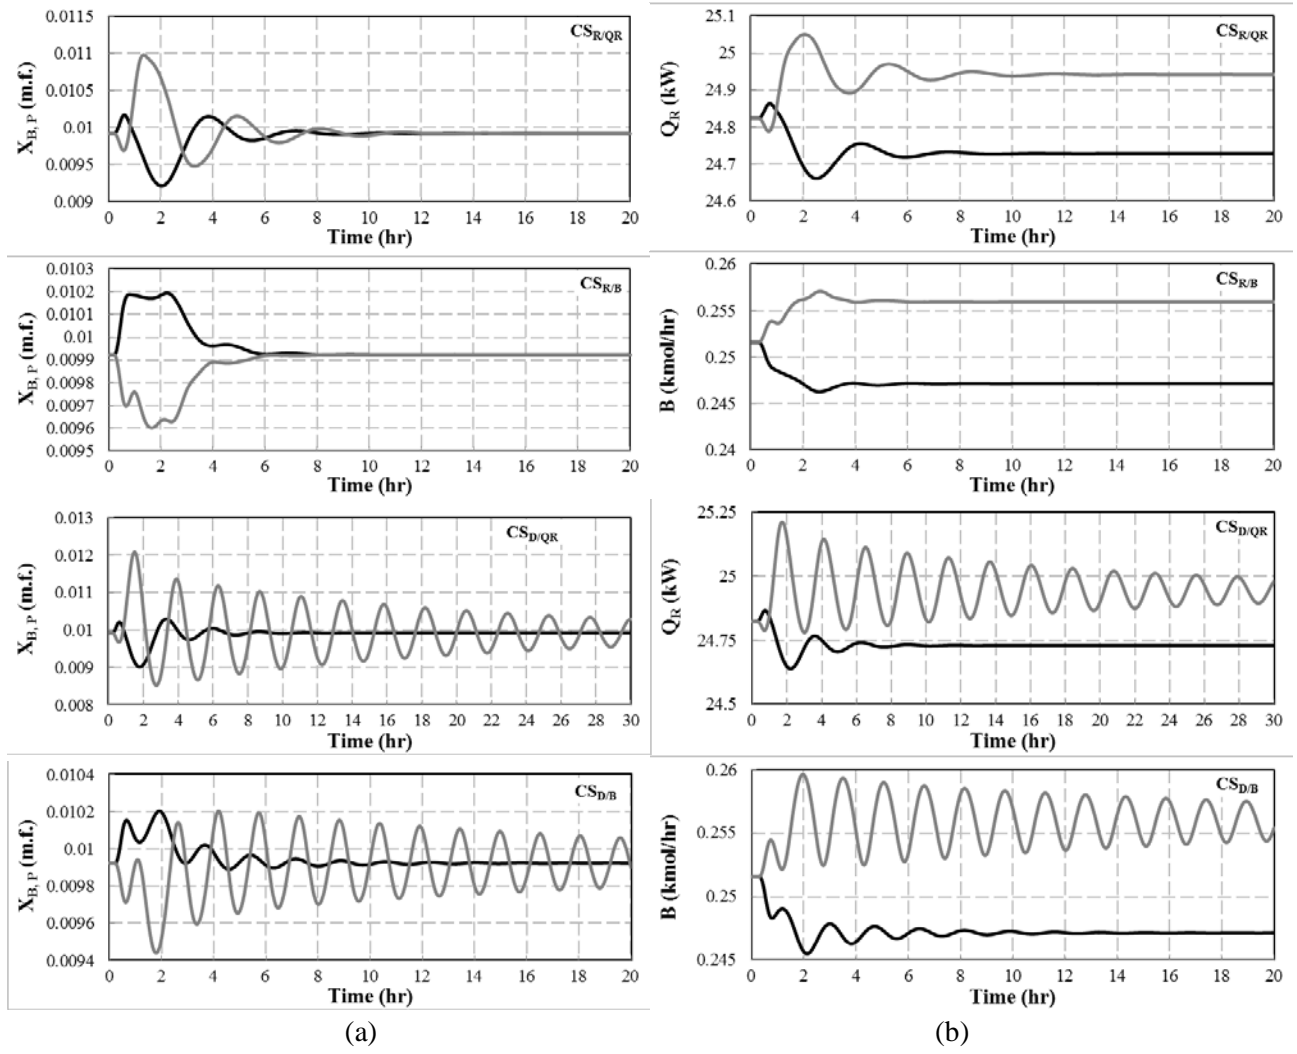 0.0115
0.011
0.0105
0.01
0.0095
0.009
X_B, P (m.f.)
CS_R/QR
0 2 4 6 8 10 12 14 16 18 20
Time (hr)
25.1
25
24.9
24.8
24.7
24.6
Q_R (kW)
CS_R/QR
0 2 4 6 8 10 12 14 16 18 20
Time (hr)
0.0103
0.0102
0.0101
0.01
0.0099
0.0098
0.0097
0.0096
0.0095
X_B, P (m.f.)
CS_R/B
0 2 4 6 8 10 12 14 16 18 20
Time (hr)
0.26
0.255
0.25
0.245
0.24
B (kmol/hr)
CS_R/B
0 2 4 6 8 10 12 14 16 18 20
Time (hr)
0.013
0.012
0.011
0.01
0.009
0.008
X_B, P (m.f.)
CS_D/QR
0 2 4 6 8 10 12 14 16 18 20 22 24 26 28 30
Time (hr)
25.25
25
24.75
24.5
Q_R (kW)
CS_D/QR
0 2 4 6 8 10 12 14 16 18 20 22 24 26 28 30
Time (hr)
0.0104
0.0102
0.01
0.0098
0.0096
0.0094
X_B, P (m.f.)
CS_D/B
0 2 4 6 8 10 12 14 16 18 20
Time (hr)
0.26
0.255
0.25
0.245
B (kmol/hr)
CS_D/B
0 2 4 6 8 10 12 14 16 18 20
Time (hr)
(a)
(b)